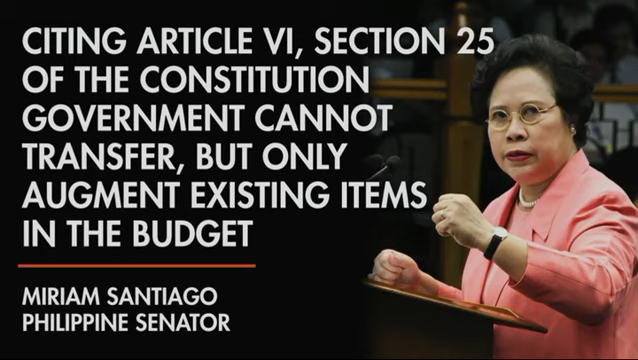 CITING ARTICLE VI, SECTION 25
OF THE CONSTITUTION
GOVERNMENT CANNOT
TRANSFER, BUT ONLY
AUGMENT EXISTING ITEMS
IN THE BUDGET
MIRIAM SANTIAGO
PHILIPPINE SENATOR